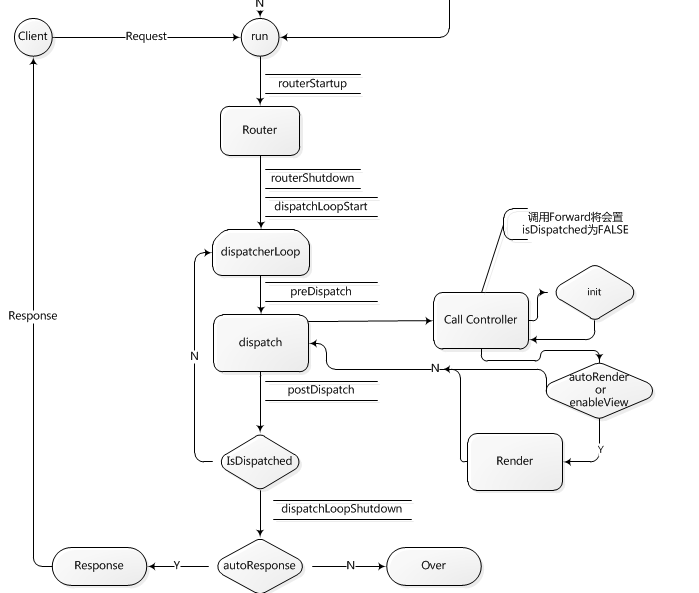 N
Client
Request
run
routerStartup
Router
routerShutdown
dispatchLoopStart
调用Forward将会置
isDispatched为FALSE
dispatcherLoop
preDispatch
init
Response
Call Controller
dispatch
N
N
postDispatch
autoRender
or
enableView
Y
IsDispatched
Render
dispatchLoopShutdown
Response
Y
autoResponse
N
Over